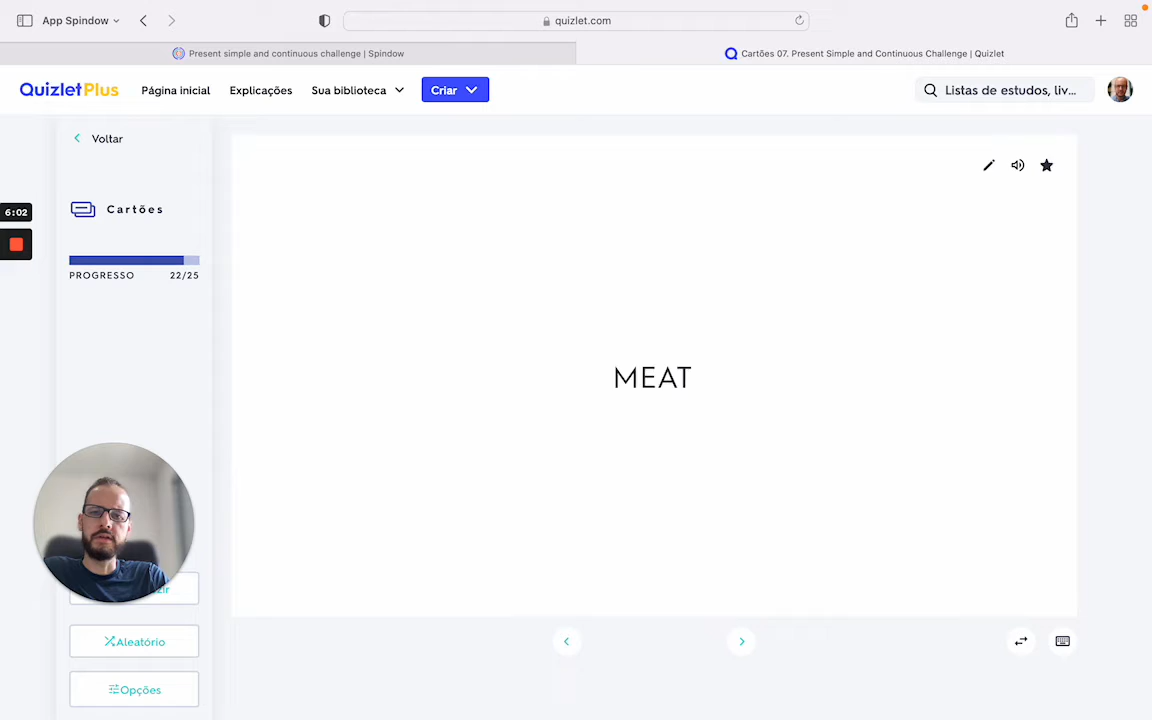 App Spindow
quizlet.com
Present simple and continuous challenge | Spindow
Cartões 07. Present Simple and Continuous Challenge | Quizlet
QuizletPlus
Página inicial
Explicações
Sua biblioteca
Criar
Listas de estudos, liv...
Voltar
Cartões
6:02
PROGRESSO 22/25
MEAT
Aleatório
Opções